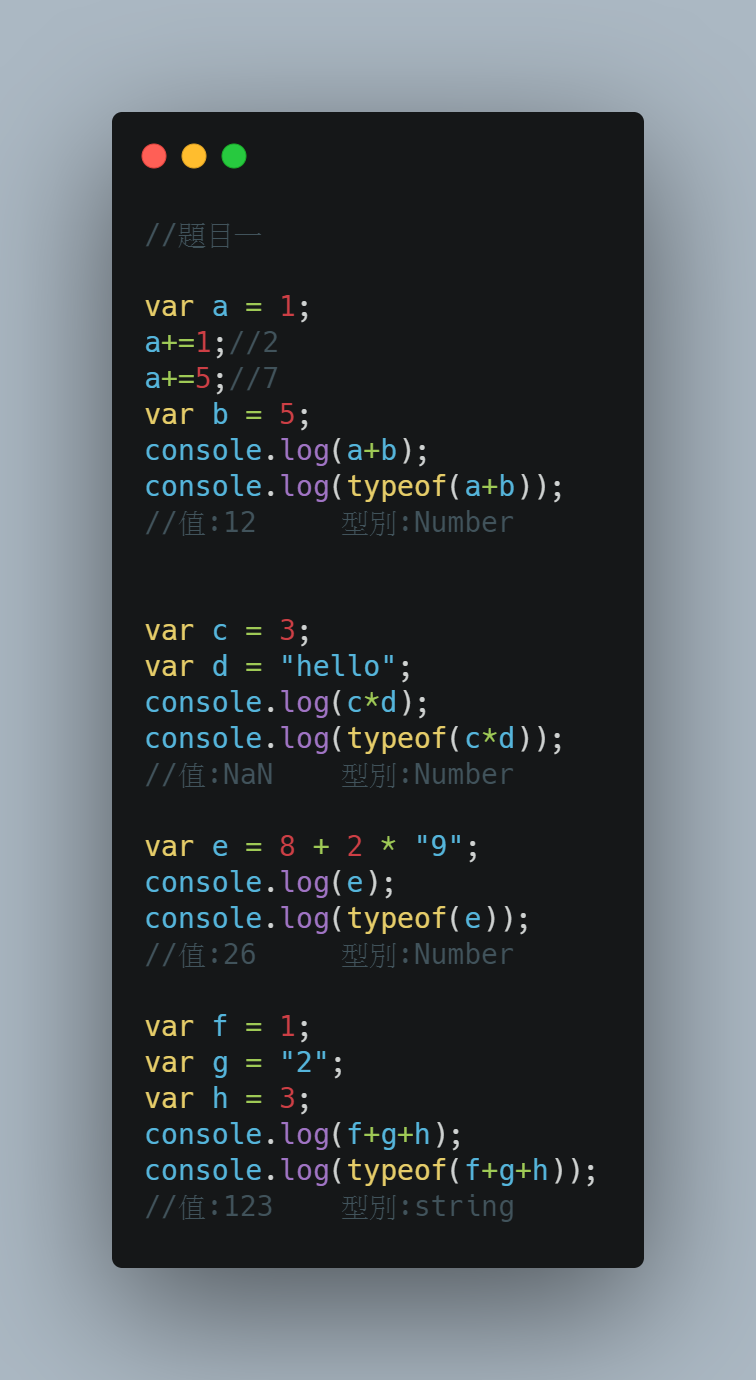 //題目一
var a = 1;
a+=1;//2
a+=5;//7
var b = 5;
console.log(a+b);
console.log(typeof(a+b));
//值:12     型別:Number
var c = 3;
var d = "hello";
console.log(c*d);
console.log(typeof(c*d));
//值:NaN    型別:Number
var e = 8 + 2 * "9";
console.log(e);
console.log(typeof(e));
//值:26     型別:Number
var f = 1;
var g = "2";
var h = 3;
console.log(f+g+h);
console.log(typeof(f+g+h));
//值:123    型別:string